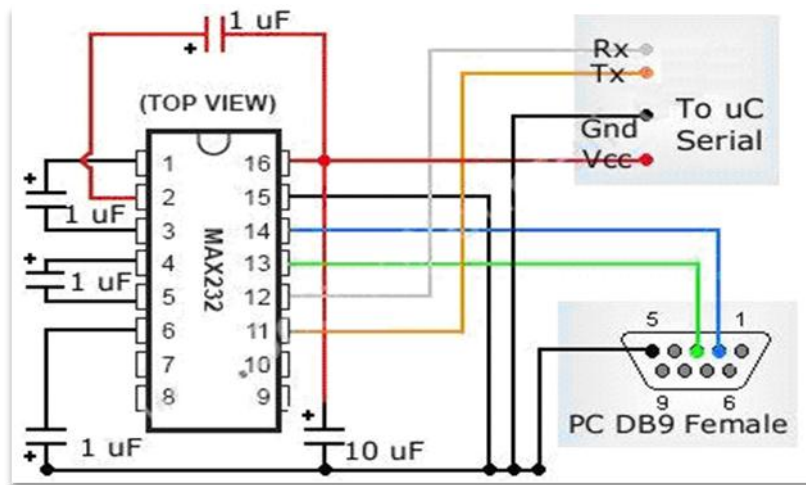 1 uF
+
(TOP VIEW)
Rx
Tx
Gnd
Vcc
To uC
Serial
+
1 uF
+
1 uF
1 uF
+
MAX232
1 16
2 15
3 14
4 13
5 12
6 11
7 10
8 9
+
10 uF
5 1
9 6
PC DB9 Female